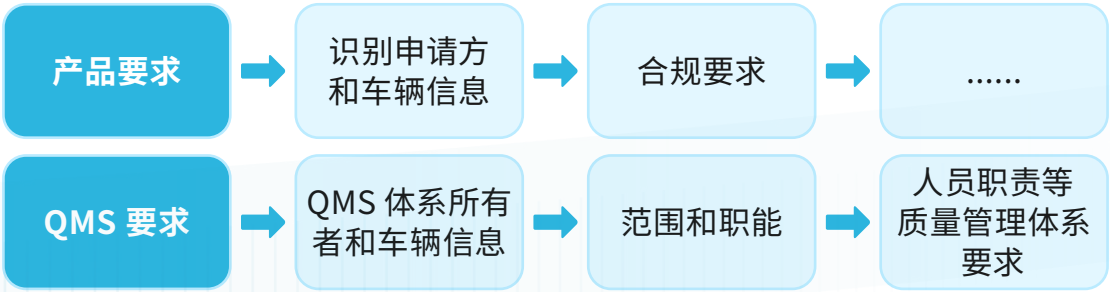 产品要求
识别申请方
和车辆信息
合规要求
......
QMS 要求
QMS 体系所有
者和车辆信息
范围和职能
人员职责等
质量管理体系
要求